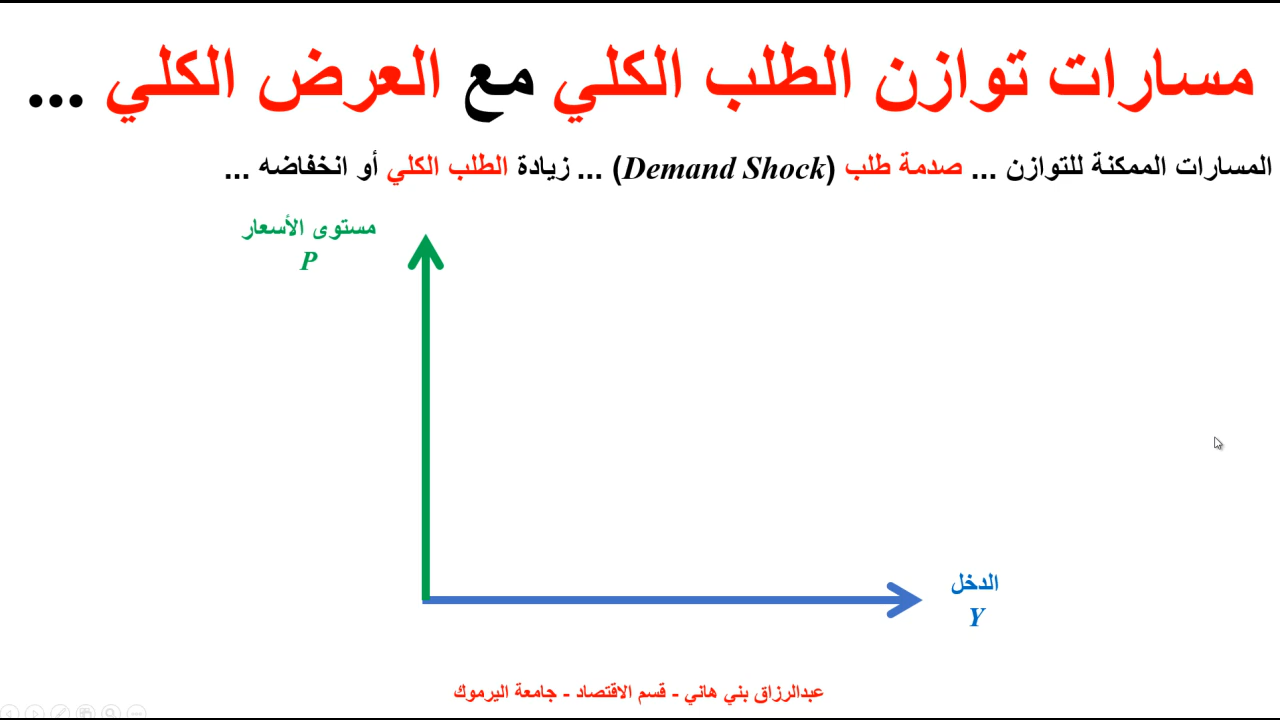 مسارات توازن الطلب الكلي مع العرض الكلي ...
المسارات الممكنة للتوازن ... صدمة طلب (Demand Shock) ... زيادة الطلب الكلي أو انخفاضه ...
مستوى الأسعار
P
الدخل
Y
عبدالرزاق بني هاني - قسم الاقتصاد - جامعة اليرموك